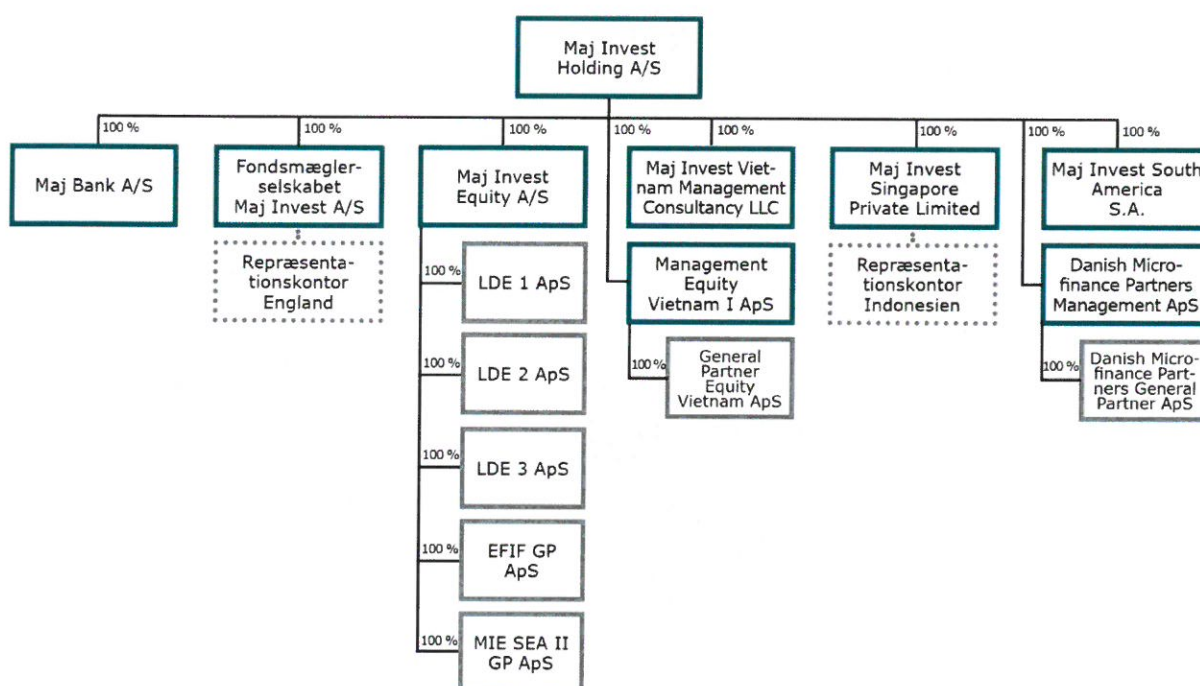 Maj Invest
Holding A/S
100 %
100 %
100 %
100 %
100 %
100 %
100 %
100 %
Maj Bank A/S
Fondsmægler-
selskabet
Maj Invest A/S
Maj Invest
Equity A/S
Maj Invest Viet-
nam Management
Consultancy LLC
Maj Invest
Singapore
Private Limited
Maj Invest South
America
S.A.
Repræsenta-
tionskontor
England
100 %
LDE 1 ApS
Management
Equity
Vietnam I ApS
Repræsenta-
tionskontor
Indonesien
Danish Micro-
finance Partners
Management ApS
100 %
LDE 2 ApS
100 %
General
Partner
Equity
Vietnam ApS
100 %
Danish Micro-
finance Part-
ners General
Partner ApS
100 %
LDE 3 ApS
100 %
EFIF GP
ApS
100 %
MIE SEA II
GP ApS